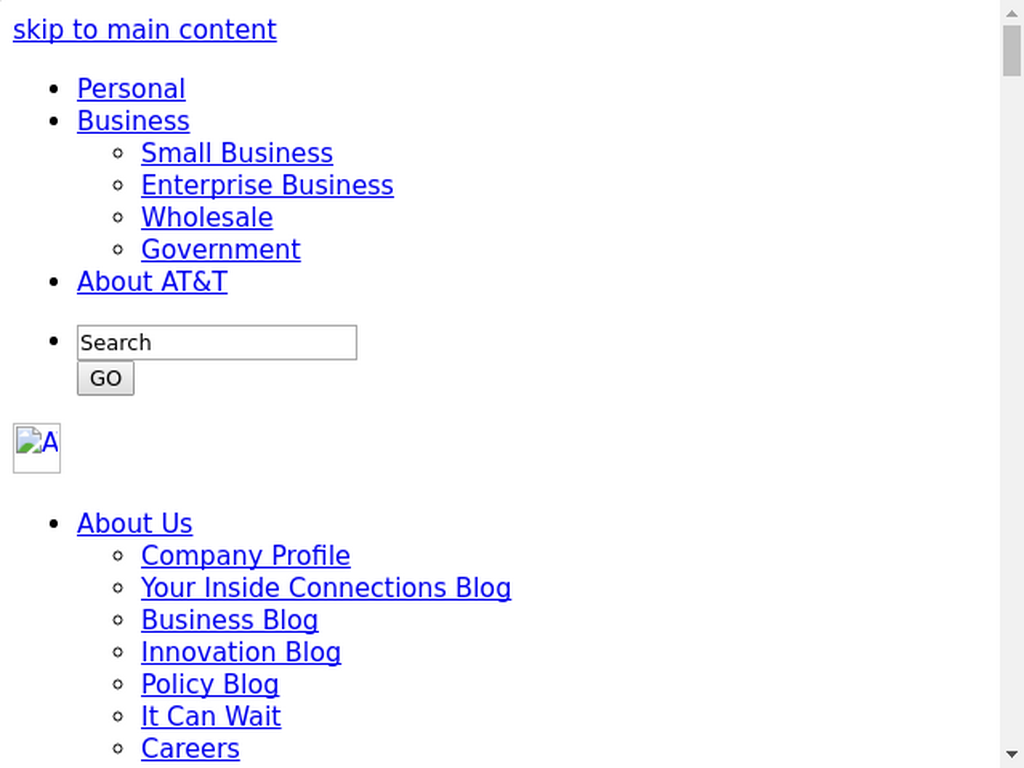 skip to main content
Personal
Business
Small Business
Enterprise Business
Wholesale
Government
About AT&T
Search
GO
A
About Us
Company Profile
Your Inside Connections Blog
Business Blog
Innovation Blog
Policy Blog
It Can Wait
Careers